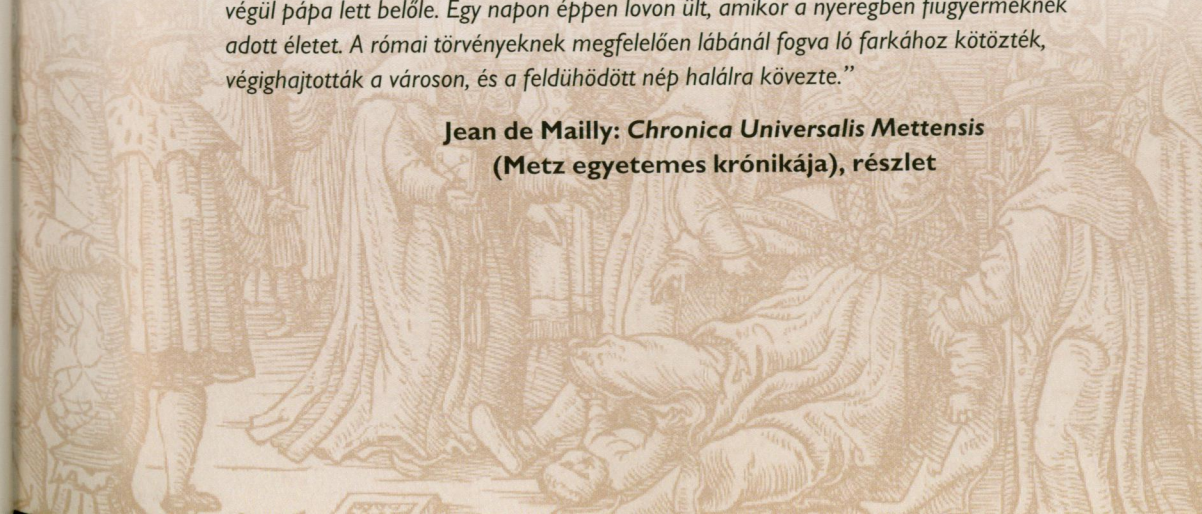 végül pápa lett belőle. Egy napon éppen lovon ült, amikor a nyeregben fiúgyermeknek
adott életet. A római törvényeknek megfelelően lábánál fogva ló farkához kötözték,
végighajtották a városon, és a feldühödött nép halálra kövezte.”
Jean de Mailly: Chronica Universalis Mettensis
(Metz egyetemes krónikája), részlet